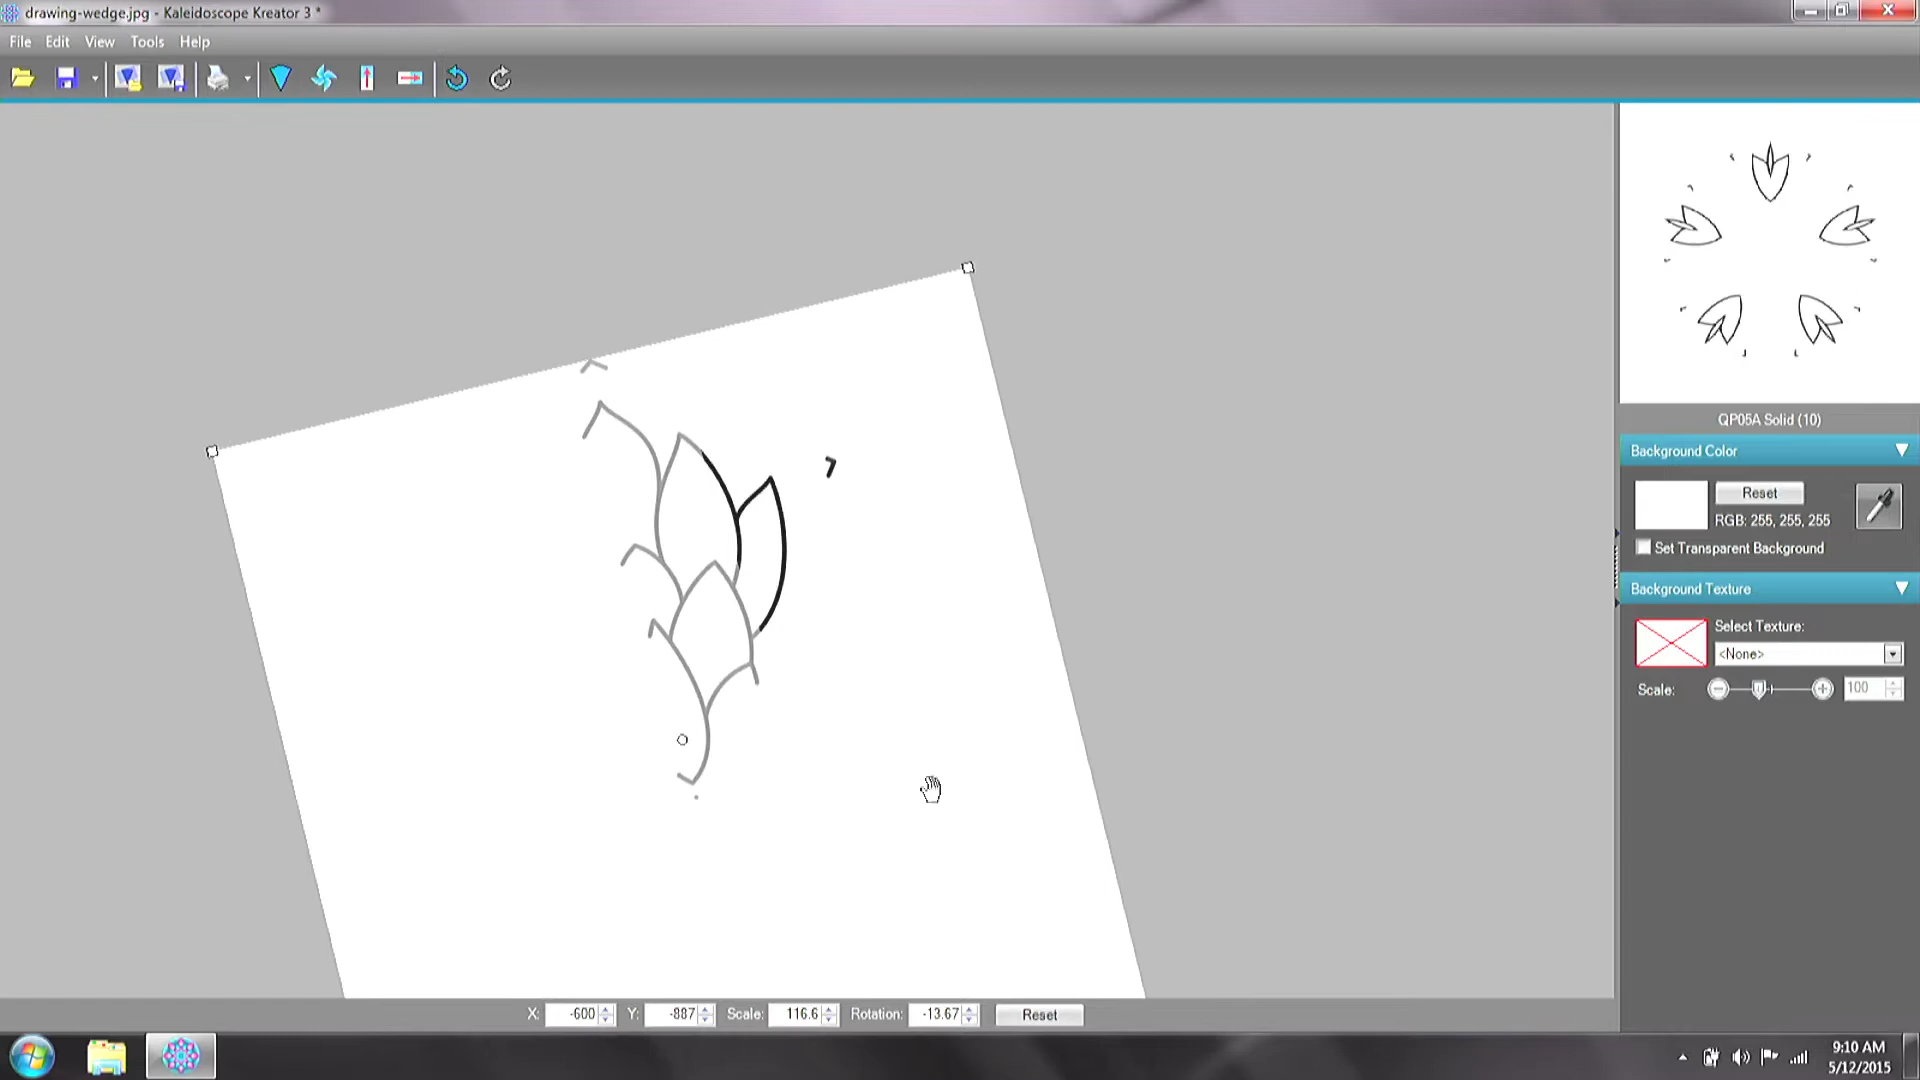 drawing-wedge.jpg - Kaleidoscope Kreator 3 *
File Edit View Tools Help
QP05A Solid (10)
Background Color
Reset
RGB: 255, 255, 255
Set Transparent Background
Background Texture
Select Texture:
<None>
Scale: 100
X: -600 Y: -887 Scale: 116.6 Rotation: -13.67 Reset
9:10 AM
5/12/2015